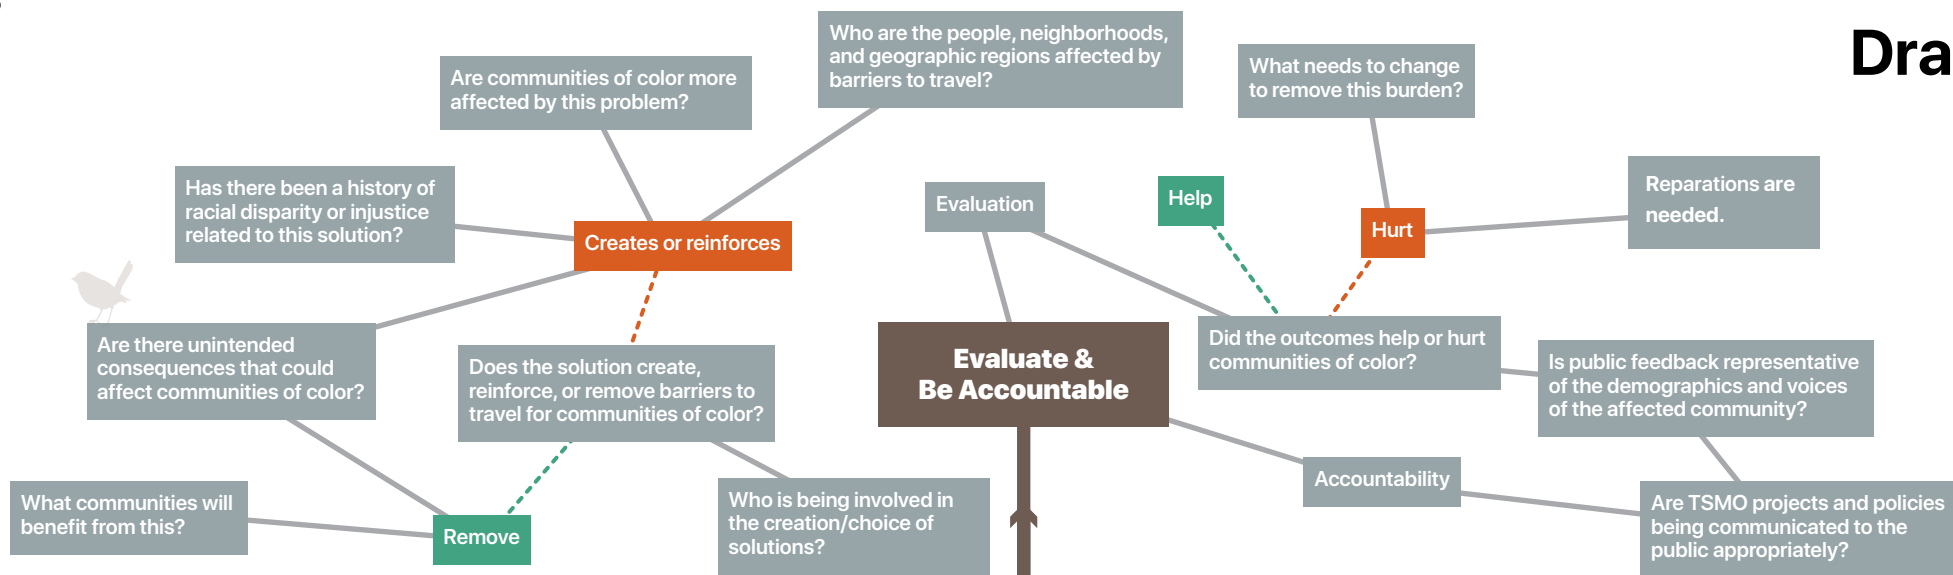 Dra
Who are the people, neighborhoods,
and geographic regions affected by
barriers to travel?
What needs to change
to remove this burden?
Are communities of color more
affected by this problem?
Has there been a history of
racial disparity or injustice
related to this solution?
Creates or reinforces
Evaluation
Help
Hurt
Reparations are
needed.
Are there unintended
consequences that could
affect communities of color?
Does the solution create,
reinforce, or remove barriers to
travel for communities of color?
Evaluate &
Be Accountable
Did the outcomes help or hurt
communities of color?
Is public feedback representative
of the demographics and voices
of the affected community?
Accountability
What communities will
benefit from this?
Remove
Who is being involved in
the creation/choice of
solutions?
Are TSMO projects and policies
being communicated to the
public appropriately?